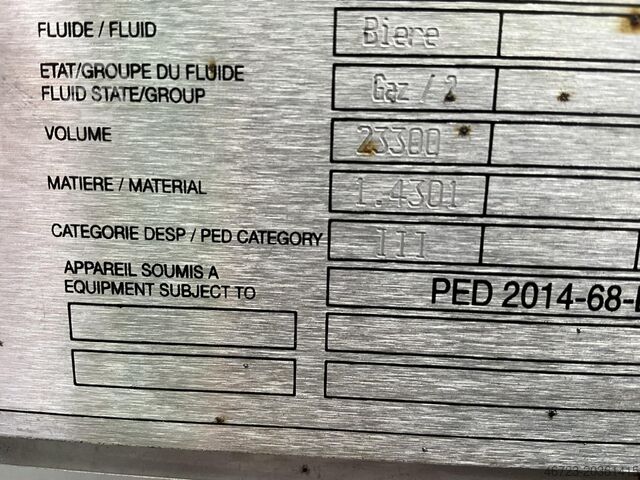 FLUIDE / FLUID Biere
ETAT/GROUPE DU FLUIDE
FLUID STATE/GROUP Gaz / 2
VOLUME 23300
MATIERE / MATERIAL 1.4301
CATEGORIE DESP / PED CATEGORY III
APPAREIL SOUMIS A
EQUIPMENT SUBJECT TO PED 2014-68-